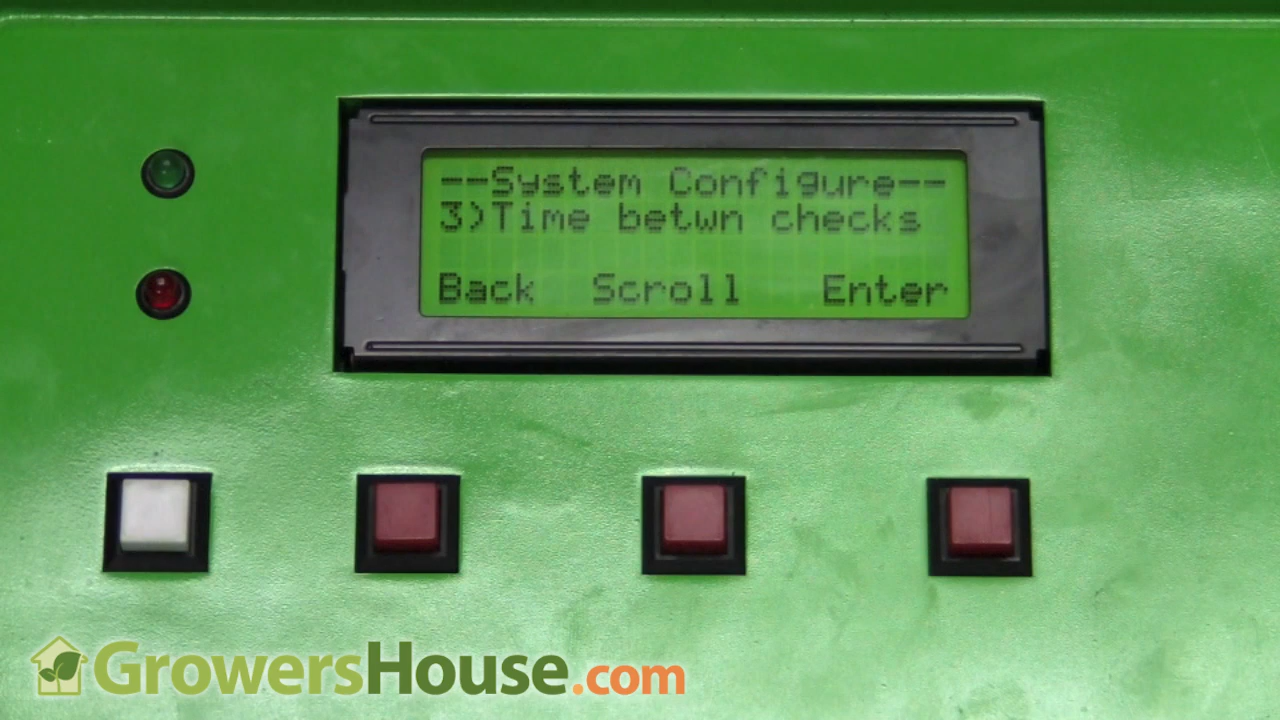 --System Configure--
3)Time betwn checks
Back Scroll Enter
GrowersHouse.com